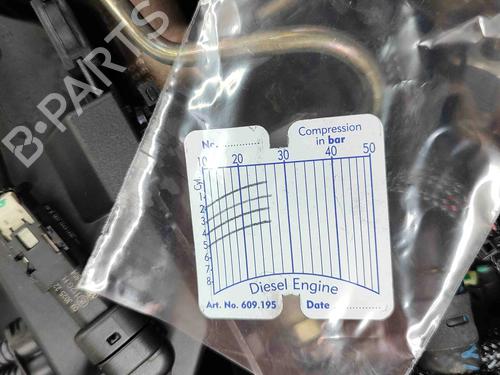 B-PARTS
No. ............
Compression
in bar
10 20 30 40 50
Cyl.
1
2
3
4
5
6
7
8
Diesel Engine
Art. No. 609.195
Date ............